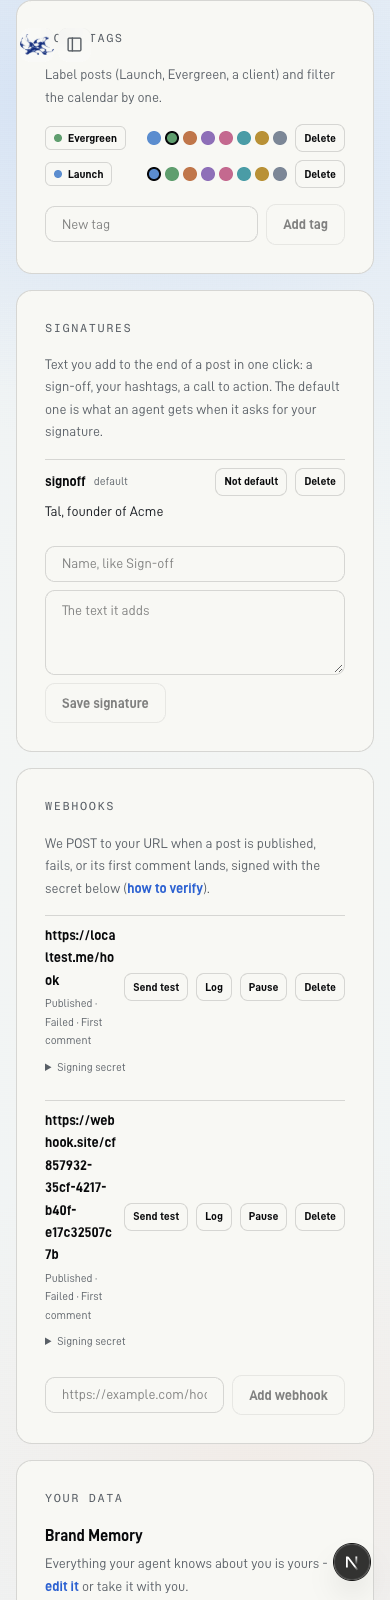 TAGS
Label posts (Launch, Evergreen, a client) and filter
the calendar by one.
Evergreen Delete
Launch Delete
New tag Add tag
SIGNATURES
Text you add to the end of a post in one click: a
sign-off, your hashtags, a call to action. The default
one is what an agent gets when it asks for your
signature.
signoff default Not default Delete
Tal, founder of Acme
Name, like Sign-off
The text it adds
Save signature
WEBHOOKS
We POST to your URL when a post is published,
fails, or its first comment lands, signed with the
secret below (how to verify).
https://loca
ltest.me/ho
ok
Send test Log Pause Delete
Published ·
Failed · First
comment
Signing secret
https://web
hook.site/cf
857932-
35cf-4217-
b40f-
e17c32507c
7b
Send test Log Pause Delete
Published ·
Failed · First
comment
Signing secret
https://example.com/hoo Add webhook
YOUR DATA
Brand Memory
Everything your agent knows about you is yours -
edit it or take it with you.
N